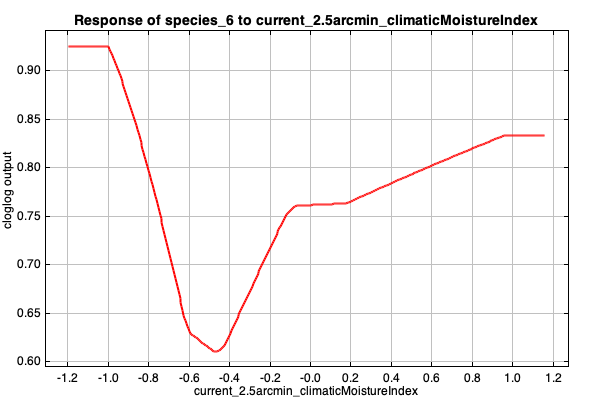 Response of species_6 to current_2.5arcmin_climaticMoistureIndex
0.90
0.85
0.80
0.75
0.70
0.65
0.60
cloglog output
-1.2 -1.0 -0.8 -0.6 -0.4 -0.2 -0.0 0.2 0.4 0.6 0.8 1.0 1.2
current_2.5arcmin_climaticMoistureIndex